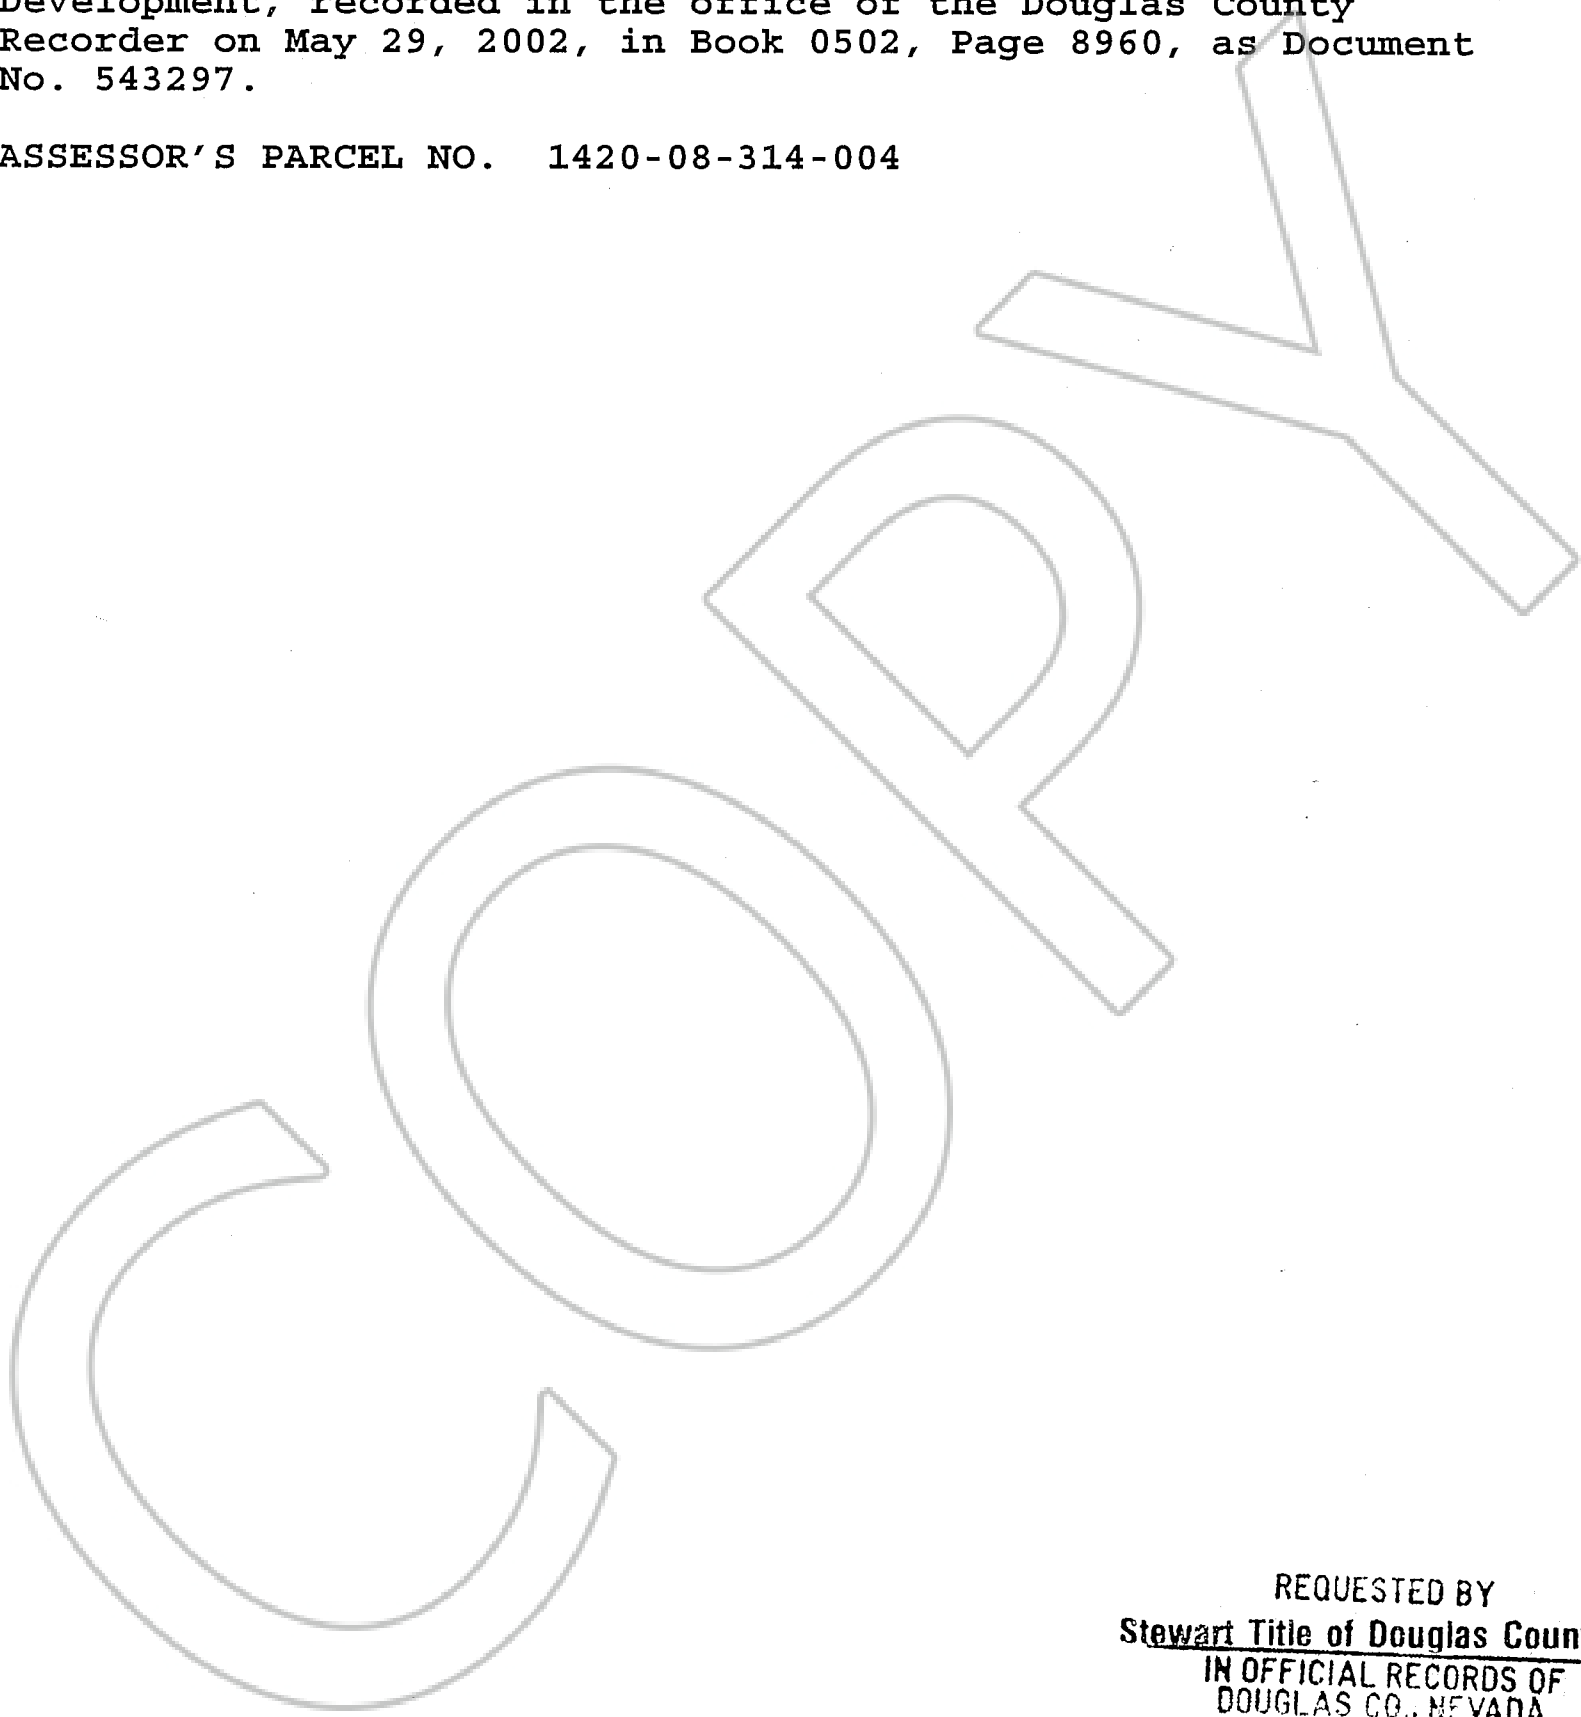 Development, recorded in the office of the Douglas County
Recorder on May 29, 2002, in Book 0502, Page 8960, as Document
No. 543297.
ASSESSOR'S PARCEL NO. 1420-08-314-004
COPY
REQUESTED BY
Stewart Title of Douglas Coun
IN OFFICIAL RECORDS OF
DOUGLAS CO., NEVADA